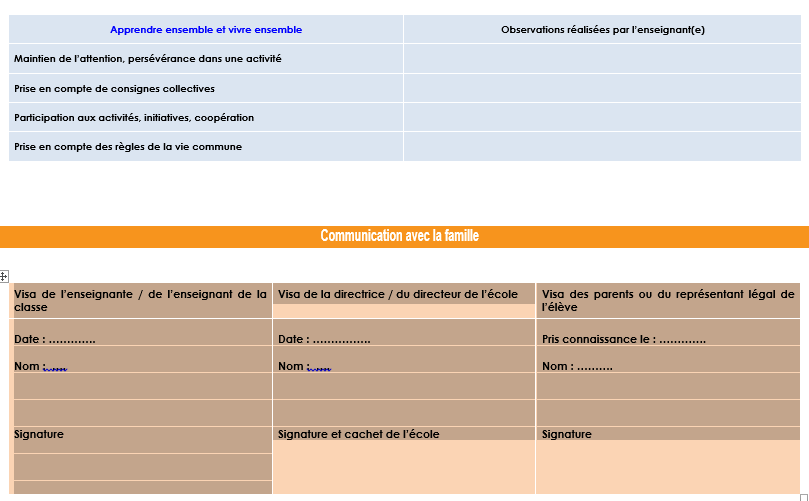 Apprendre ensemble et vivre ensemble
Observations réalisées par l'enseignant(e)
Maintien de l'attention, persévérance dans une activité
Prise en compte de consignes collectives
Participation aux activités, initiatives, coopération
Prise en compte des règles de la vie commune
Communication avec la famille
Visa de l'enseignante / de l'enseignant de la
classe
Visa de la directrice / du directeur de l'école
Visa des parents ou du représentant légal de
l'élève
Date : ………….
Date : …………….
Pris connaissance le : ………….
Nom :……
Nom :……
Nom : ……….
Signature
Signature et cachet de l'école
Signature